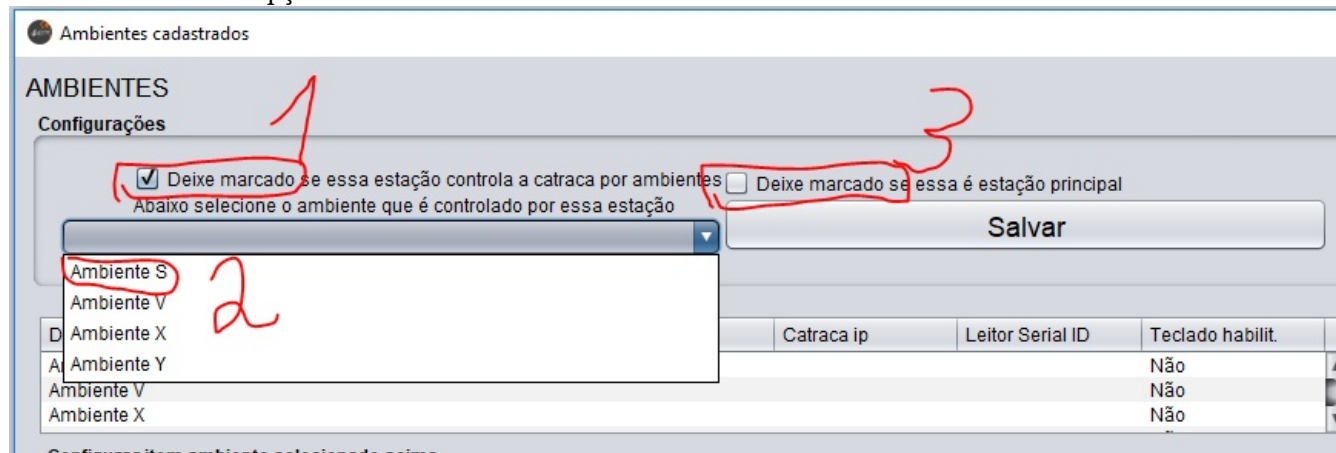 Ambientes cadastrados
AMBIENTES
Configurações
1
3
Deixe marcado se essa estação controla a catraca por ambientes
Deixe marcado se essa é estação principal
Abaixo selecione o ambiente que é controlado por essa estação
Salvar
Ambiente S
2
Ambiente V
Ambiente X
Ambiente Y
Catraca ip
Leitor Serial ID
Teclado habilit.
Não
Ambiente V
Não
Ambiente X
Não